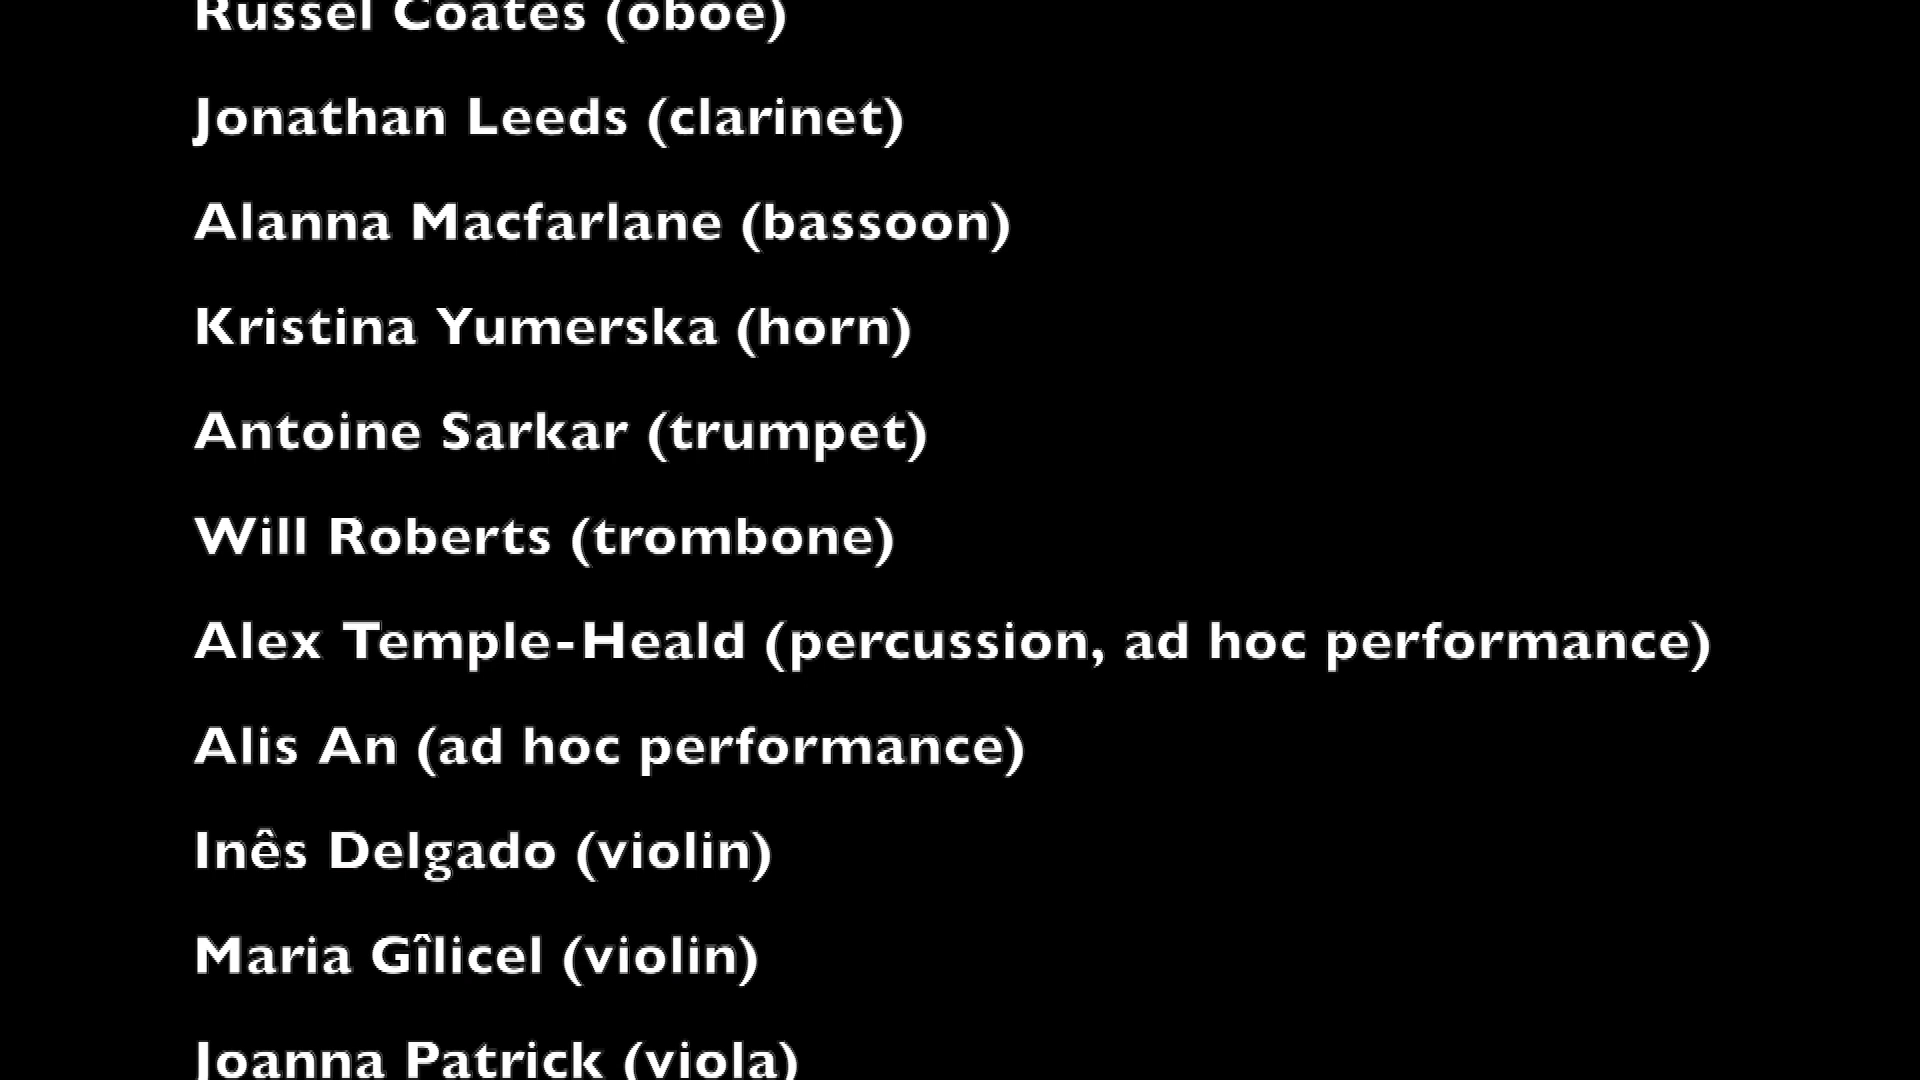 Russel Coates (oboe)
Jonathan Leeds (clarinet)
Alanna Macfarlane (bassoon)
Kristina Yumerska (horn)
Antoine Sarkar (trumpet)
Will Roberts (trombone)
Alex Temple-Heald (percussion, ad hoc performance)
Alis An (ad hoc performance)
Inês Delgado (violin)
Maria Gîlicel (violin)
Joanna Patrick (viola)